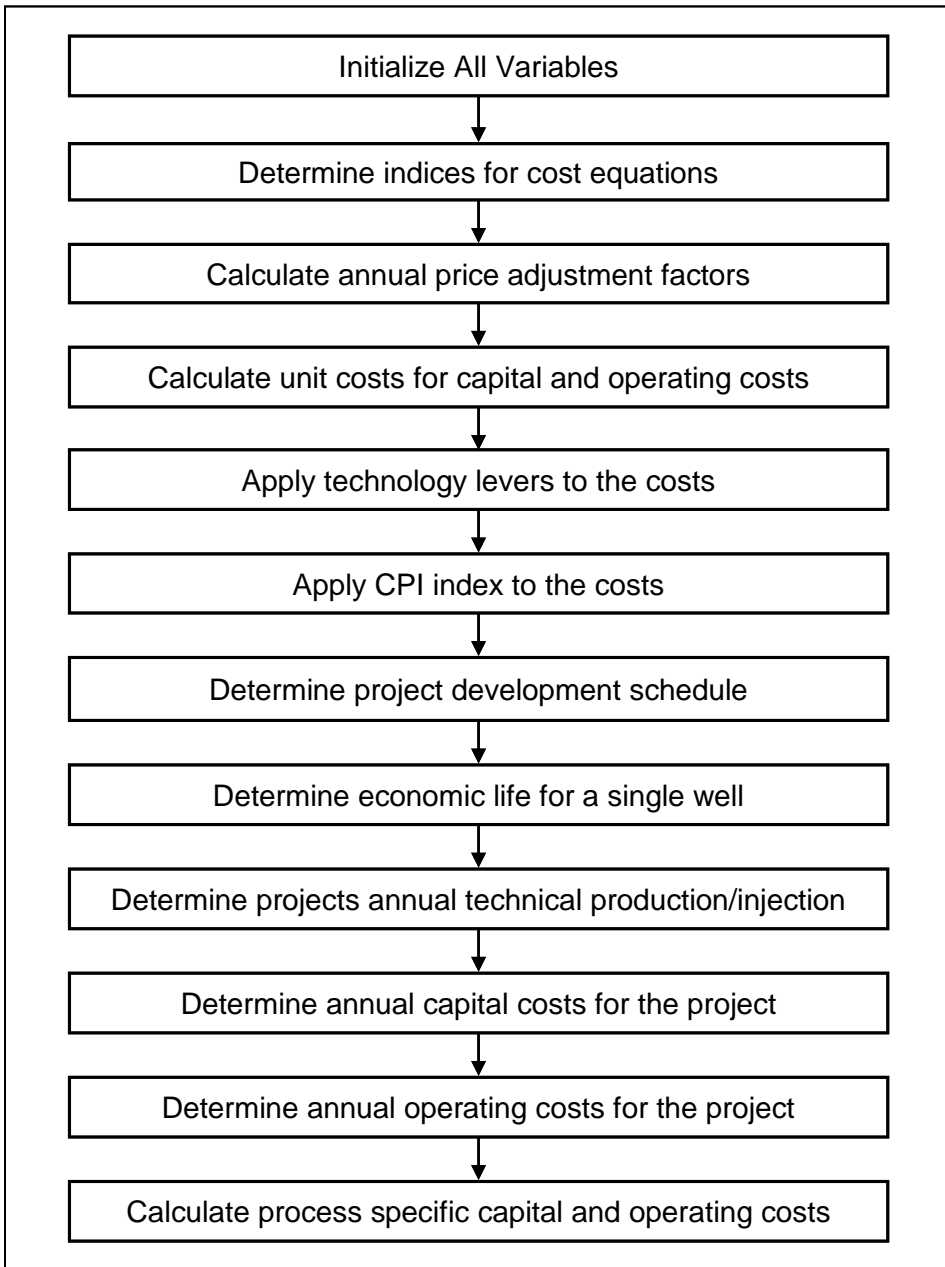 Initialize All Variables
Determine indices for cost equations
Calculate annual price adjustment factors
Calculate unit costs for capital and operating costs
Apply technology levers to the costs
Apply CPI index to the costs
Determine project development schedule
Determine economic life for a single well
Determine projects annual technical production/injection
Determine annual capital costs for the project
Determine annual operating costs for the project
Calculate process specific capital and operating costs